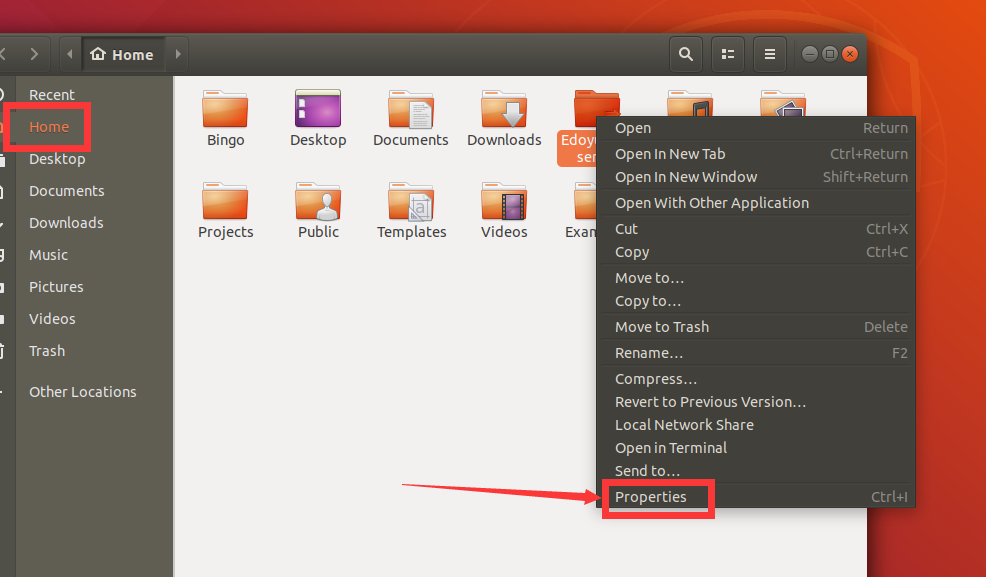 Home
Recent
Home
Desktop
Documents
Downloads
Music
Pictures
Videos
Trash
Other Locations
Bingo
Desktop
Documents
Downloads
Projects
Public
Templates
Videos
Open Return
Open In New Tab Ctrl+Return
Open In New Window Shift+Return
Open With Other Application
Cut Ctrl+X
Copy Ctrl+C
Move to…
Copy to…
Move to Trash Delete
Rename… F2
Compress…
Revert to Previous Version…
Local Network Share
Open in Terminal
Send to…
Properties Ctrl+I